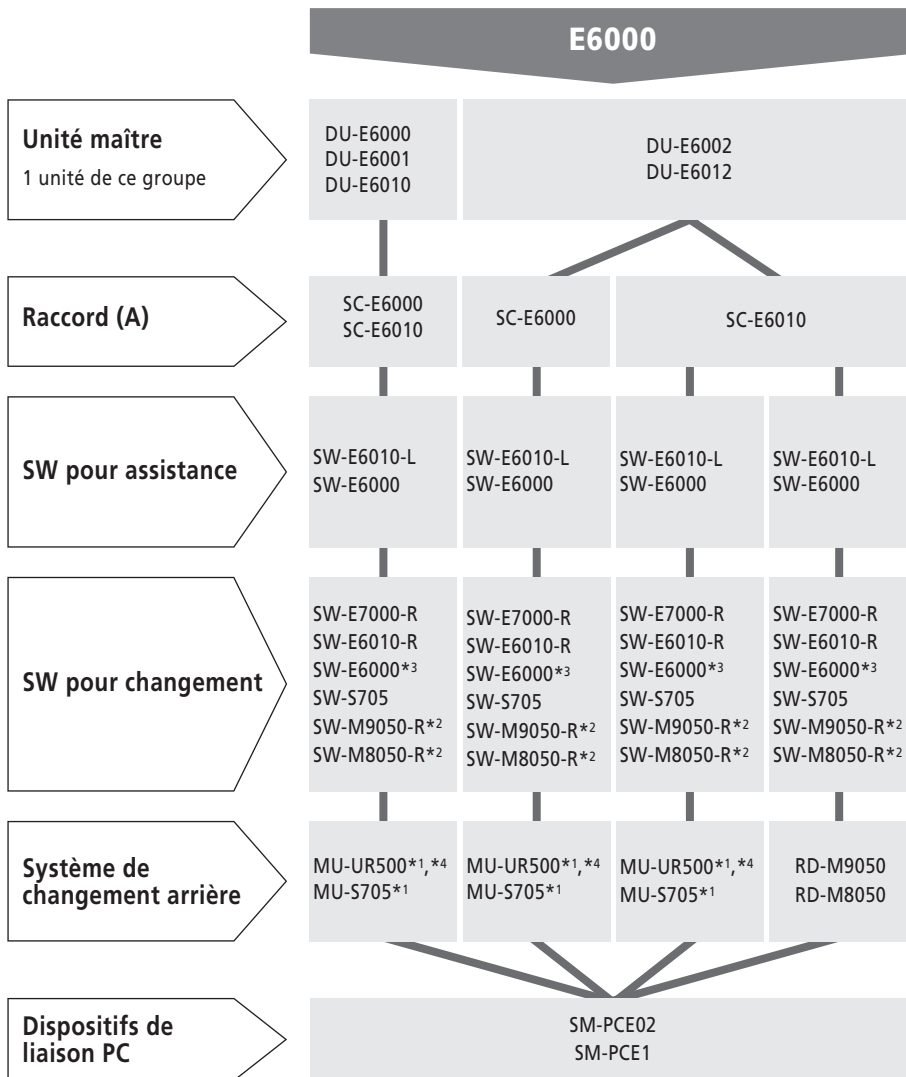 E6000
Unité maître
1 unité de ce groupe
DU-E6000
DU-E6001
DU-E6010
DU-E6002
DU-E6012
Raccord (A)
SC-E6000
SC-E6010
SC-E6000
SC-E6010
SW pour assistance
SW-E6010-L
SW-E6000
SW-E6010-L
SW-E6000
SW-E6010-L
SW-E6000
SW-E6010-L
SW-E6000
SW pour changement
SW-E7000-R
SW-E6010-R
SW-E6000*3
SW-S705
SW-M9050-R*2
SW-M8050-R*2
SW-E7000-R
SW-E6010-R
SW-E6000*3
SW-S705
SW-M9050-R*2
SW-M8050-R*2
SW-E7000-R
SW-E6010-R
SW-E6000*3
SW-S705
SW-M9050-R*2
SW-M8050-R*2
SW-E7000-R
SW-E6010-R
SW-E6000*3
SW-S705
SW-M9050-R*2
SW-M8050-R*2
Système de
changement arrière
MU-UR500*1,*4
MU-S705*1
MU-UR500*1,*4
MU-S705*1
MU-UR500*1,*4
MU-S705*1
RD-M9050
RD-M8050
Dispositifs de
liaison PC
SM-PCE02
SM-PCE1